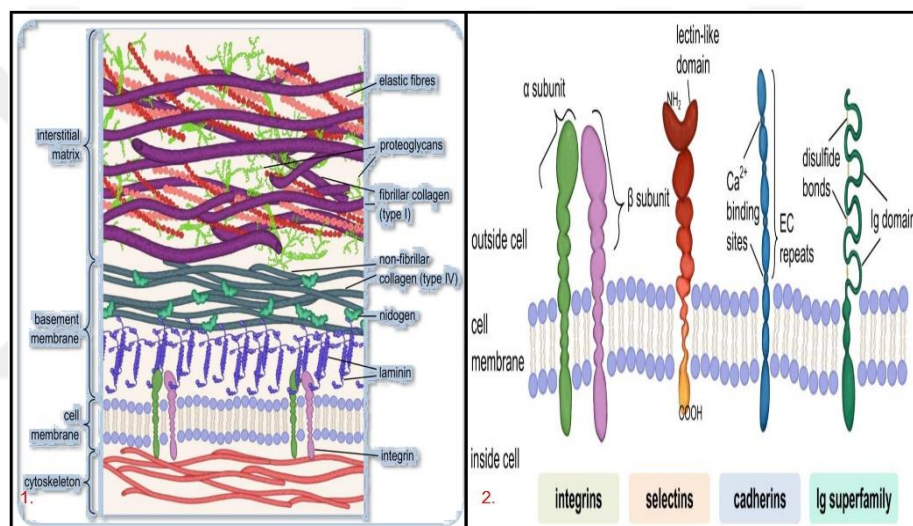 interstitial
matrix
basement
membrane
cell
membrane
cytoskeleton
elastic fibres
proteoglycans
fibrillar collagen
(type I)
non-fibrillar
collagen (type IV)
nidogen
laminin
integrin
1.
α subunit
β subunit
lectin-like
domain
NH2
COOH
Ca2+
binding
sites
EC
repeats
disulfide
bonds
Ig domain
outside cell
cell
membrane
inside cell
2.
integrins
selectins
cadherins
Ig superfamily